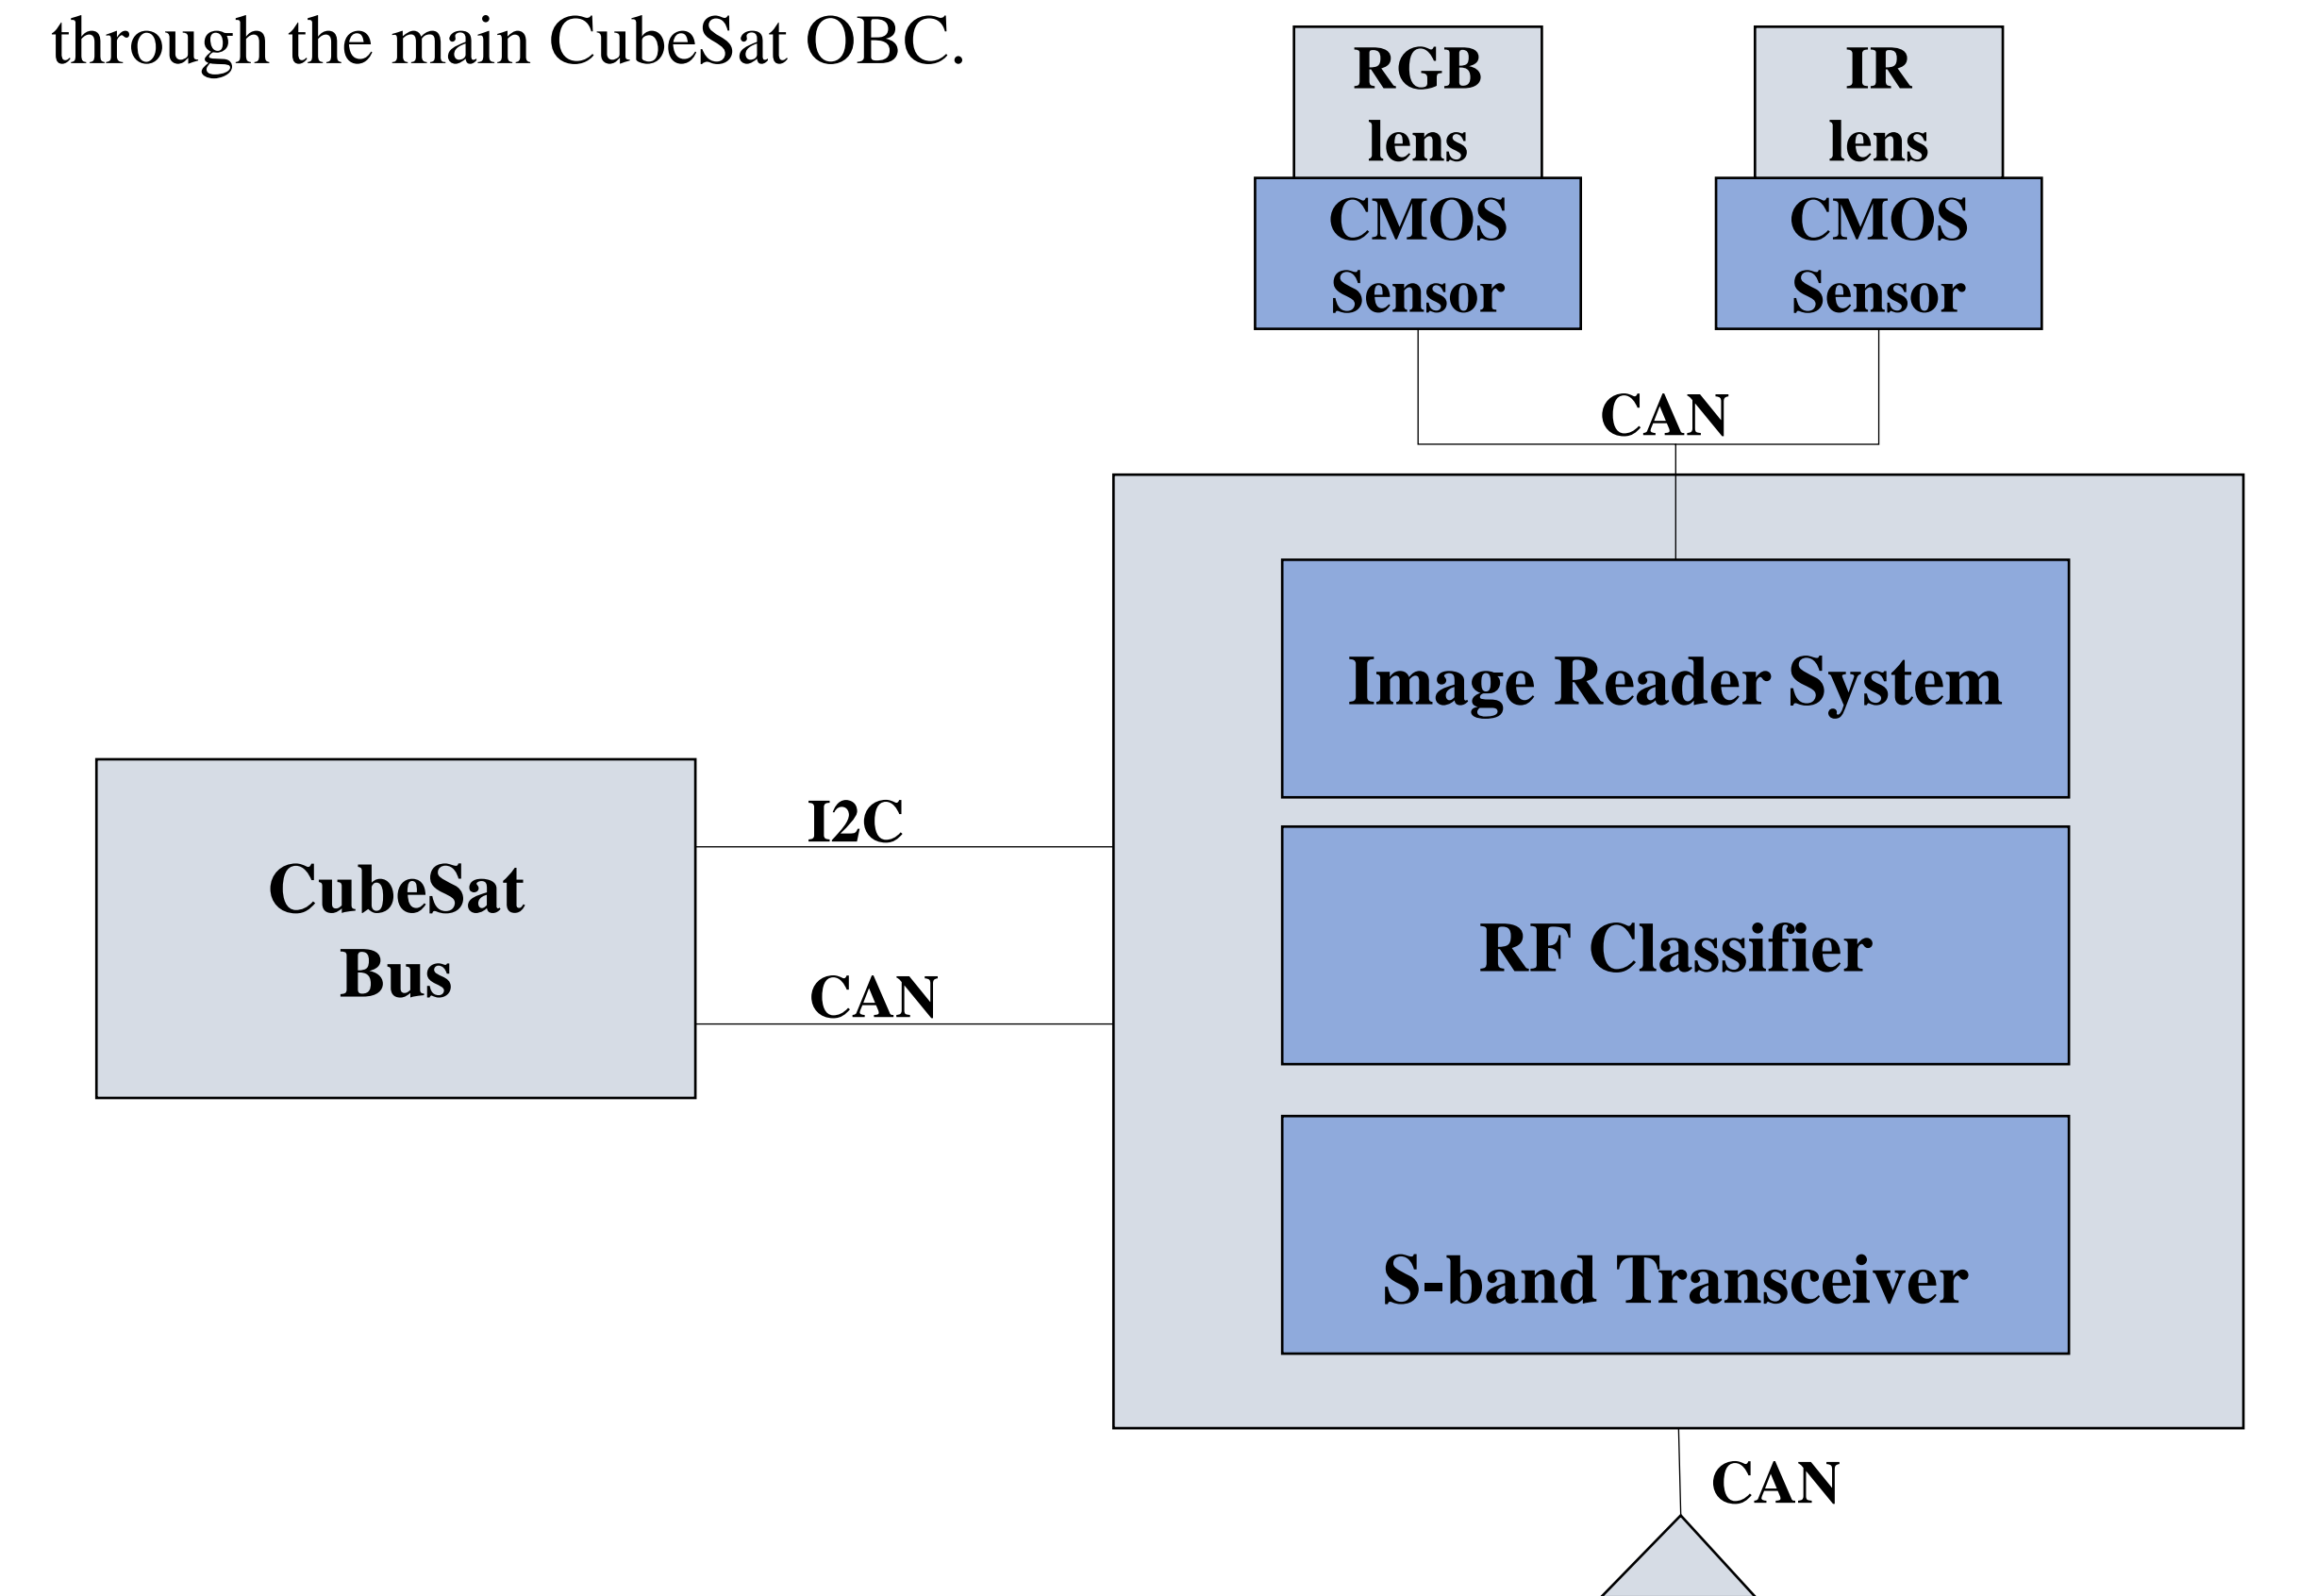 through the main CubeSat OBC.
RGB
lens
IR
lens
CMOS
Sensor
CMOS
Sensor
CAN
Image Reader System
I2C
CubeSat
Bus
RF Classifier
CAN
S-band Transceiver
CAN